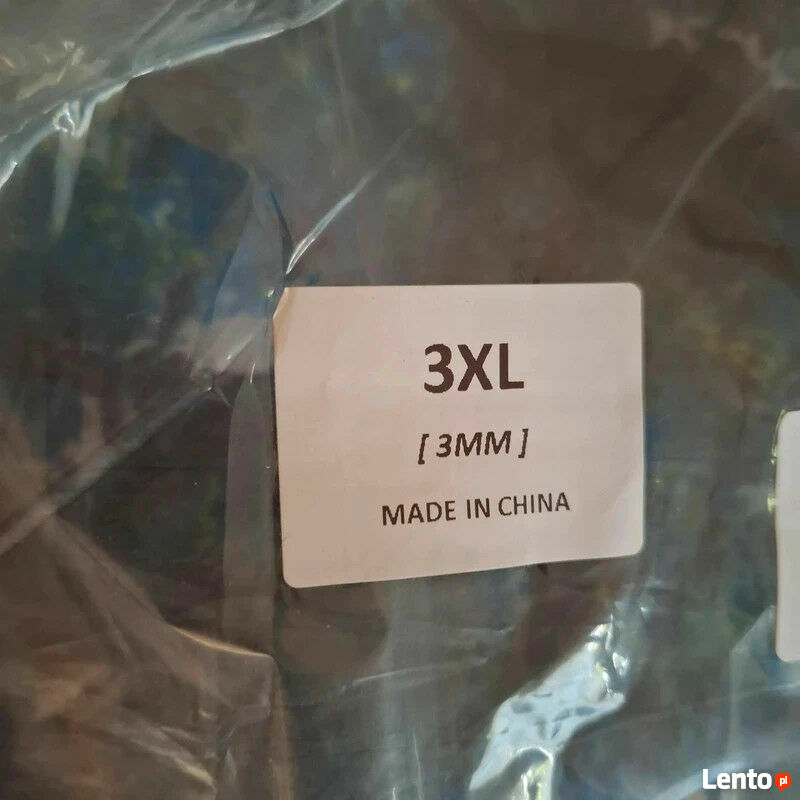 3XL
[ 3MM ]
MADE IN CHINA
Lento pl